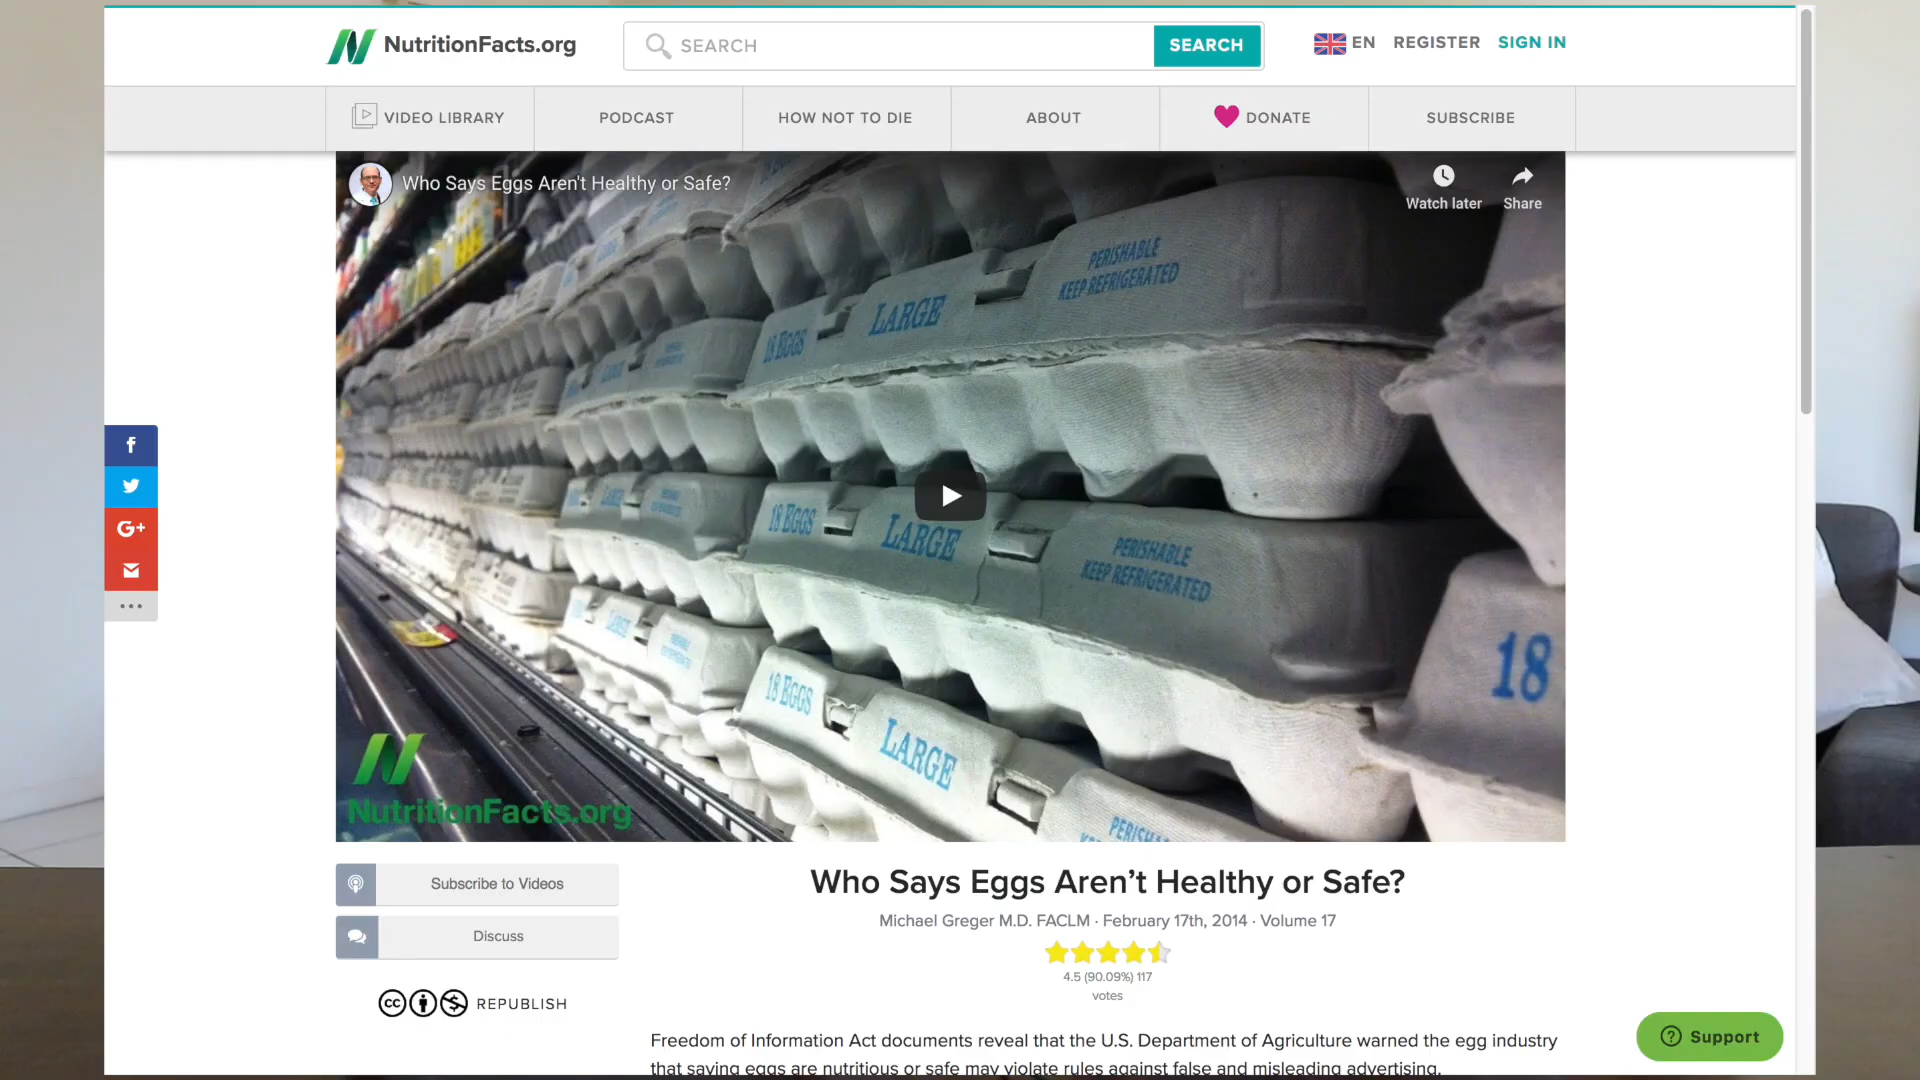 NutritionFacts.org
SEARCH
SEARCH
EN
REGISTER
SIGN IN
VIDEO LIBRARY
PODCAST
HOW NOT TO DIE
ABOUT
DONATE
SUBSCRIBE
Who Says Eggs Aren't Healthy or Safe?
Watch later
Share
PERISHABLE
KEEP REFRIGERATED
LARGE
18 EGGS
18 EGGS
LARGE
PERISHABLE
KEEP REFRIGERATED
LARGE
18
18 EGGS
LARGE
NutritionFacts.org
f
G+
Subscribe to Videos
Discuss
cc
REPUBLISH
Who Says Eggs Aren’t Healthy or Safe?
Michael Greger M.D. FACLM · February 17th, 2014 · Volume 17
4.5 (90.09%) 117
votes
Freedom of Information Act documents reveal that the U.S. Department of Agriculture warned the egg industry
that saying eggs are nutritious or safe may violate rules against false and misleading advertising.
? Support